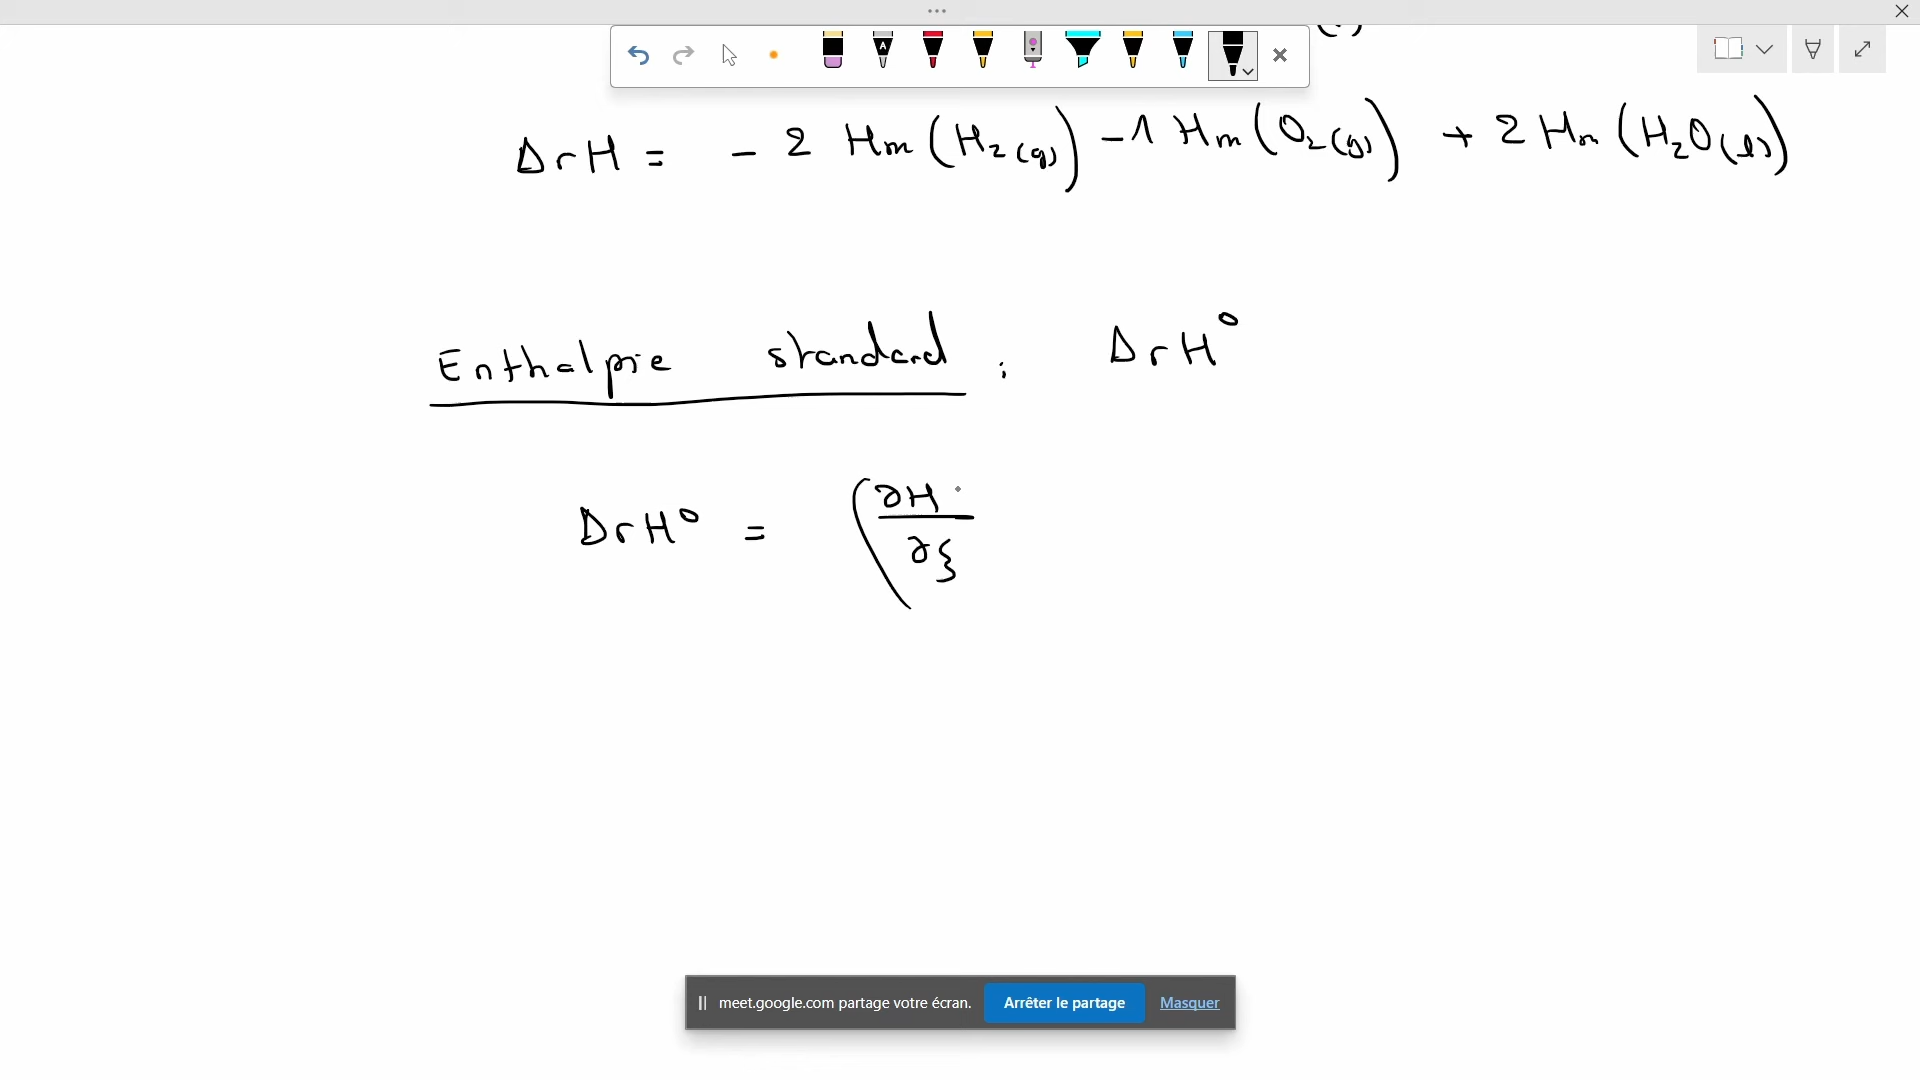 ΔrH = - 2 Hm (H₂(g)) - 1 Hm (O₂(g)) + 2 Hm (H₂O(l))
Enthalpie standard : ΔrH°
ΔrH° = (∂H
∂ξ
meet.google.com partage votre écran. Arrêter le partage Masquer